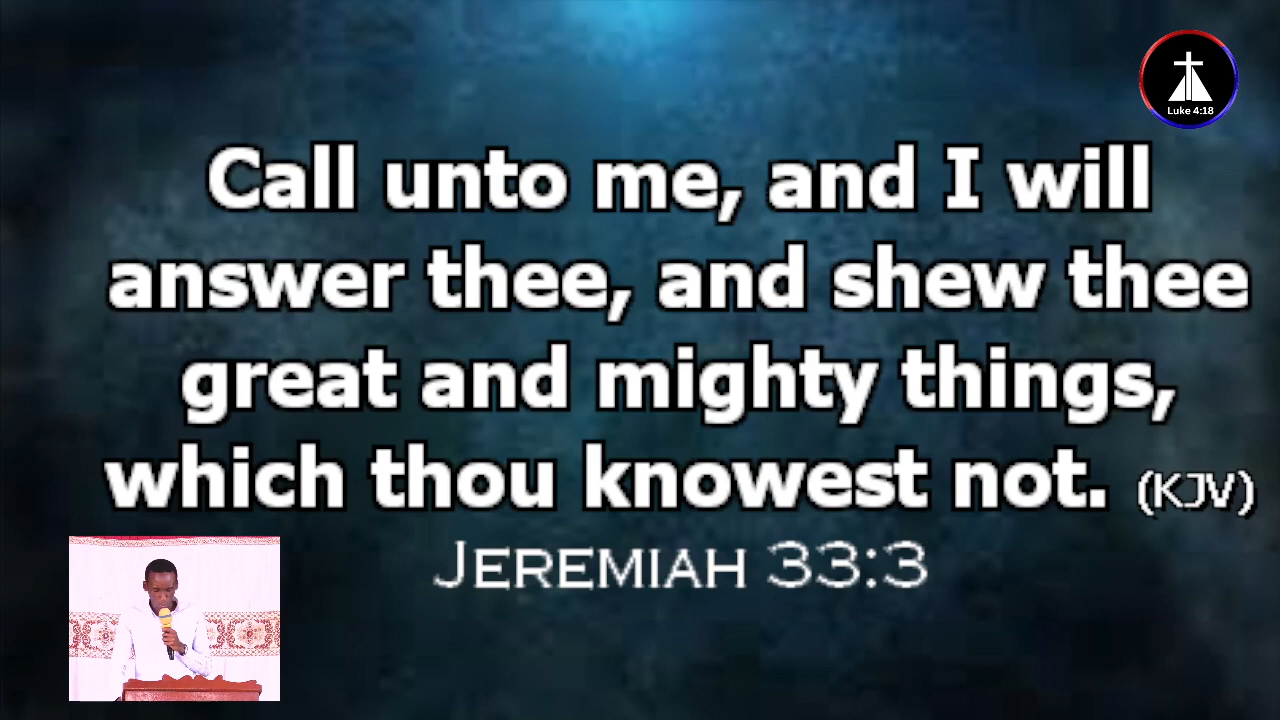 Luke 4:18
Call unto me, and I will
answer thee, and shew thee
great and mighty things,
which thou knowest not. (KJV)
JEREMIAH 33:3